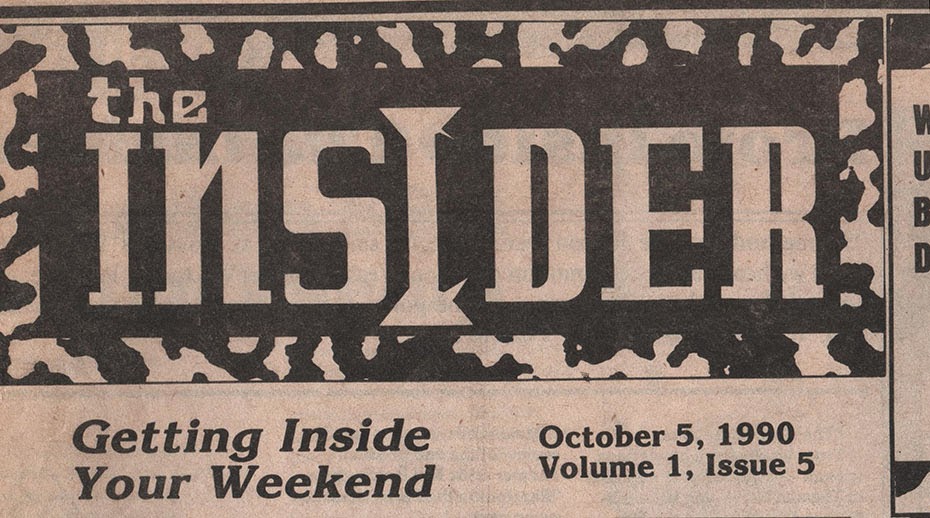 the
INSIDER
Getting Inside
Your Weekend
October 5, 1990
Volume 1, Issue 5
W
U
B
D